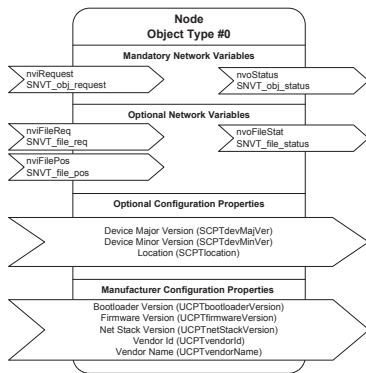 Node
Object Type #0
Mandatory Network Variables
nviRequest
SNVT_obj_request
nvoStatus
SNVT_obj_status
Optional Network Variables
nviFileReq
SNVT_file_req
nvoFileStat
SNVT_file_status
nviFilePos
SNVT_file_pos
Optional Configuration Properties
Device Major Version (SCPTdevMajVer)
Device Minor Version (SCPTdevMinVer)
Location (SCPTlocation)
Manufacturer Configuration Properties
Bootloader Version (UCPTbootloaderVersion)
Firmware Version (UCPTfirmwareVersion)
Net Stack Version (UCPTnetStackVersion)
Vendor Id (UCPTvendorId)
Vendor Name (UCPTvendorName)